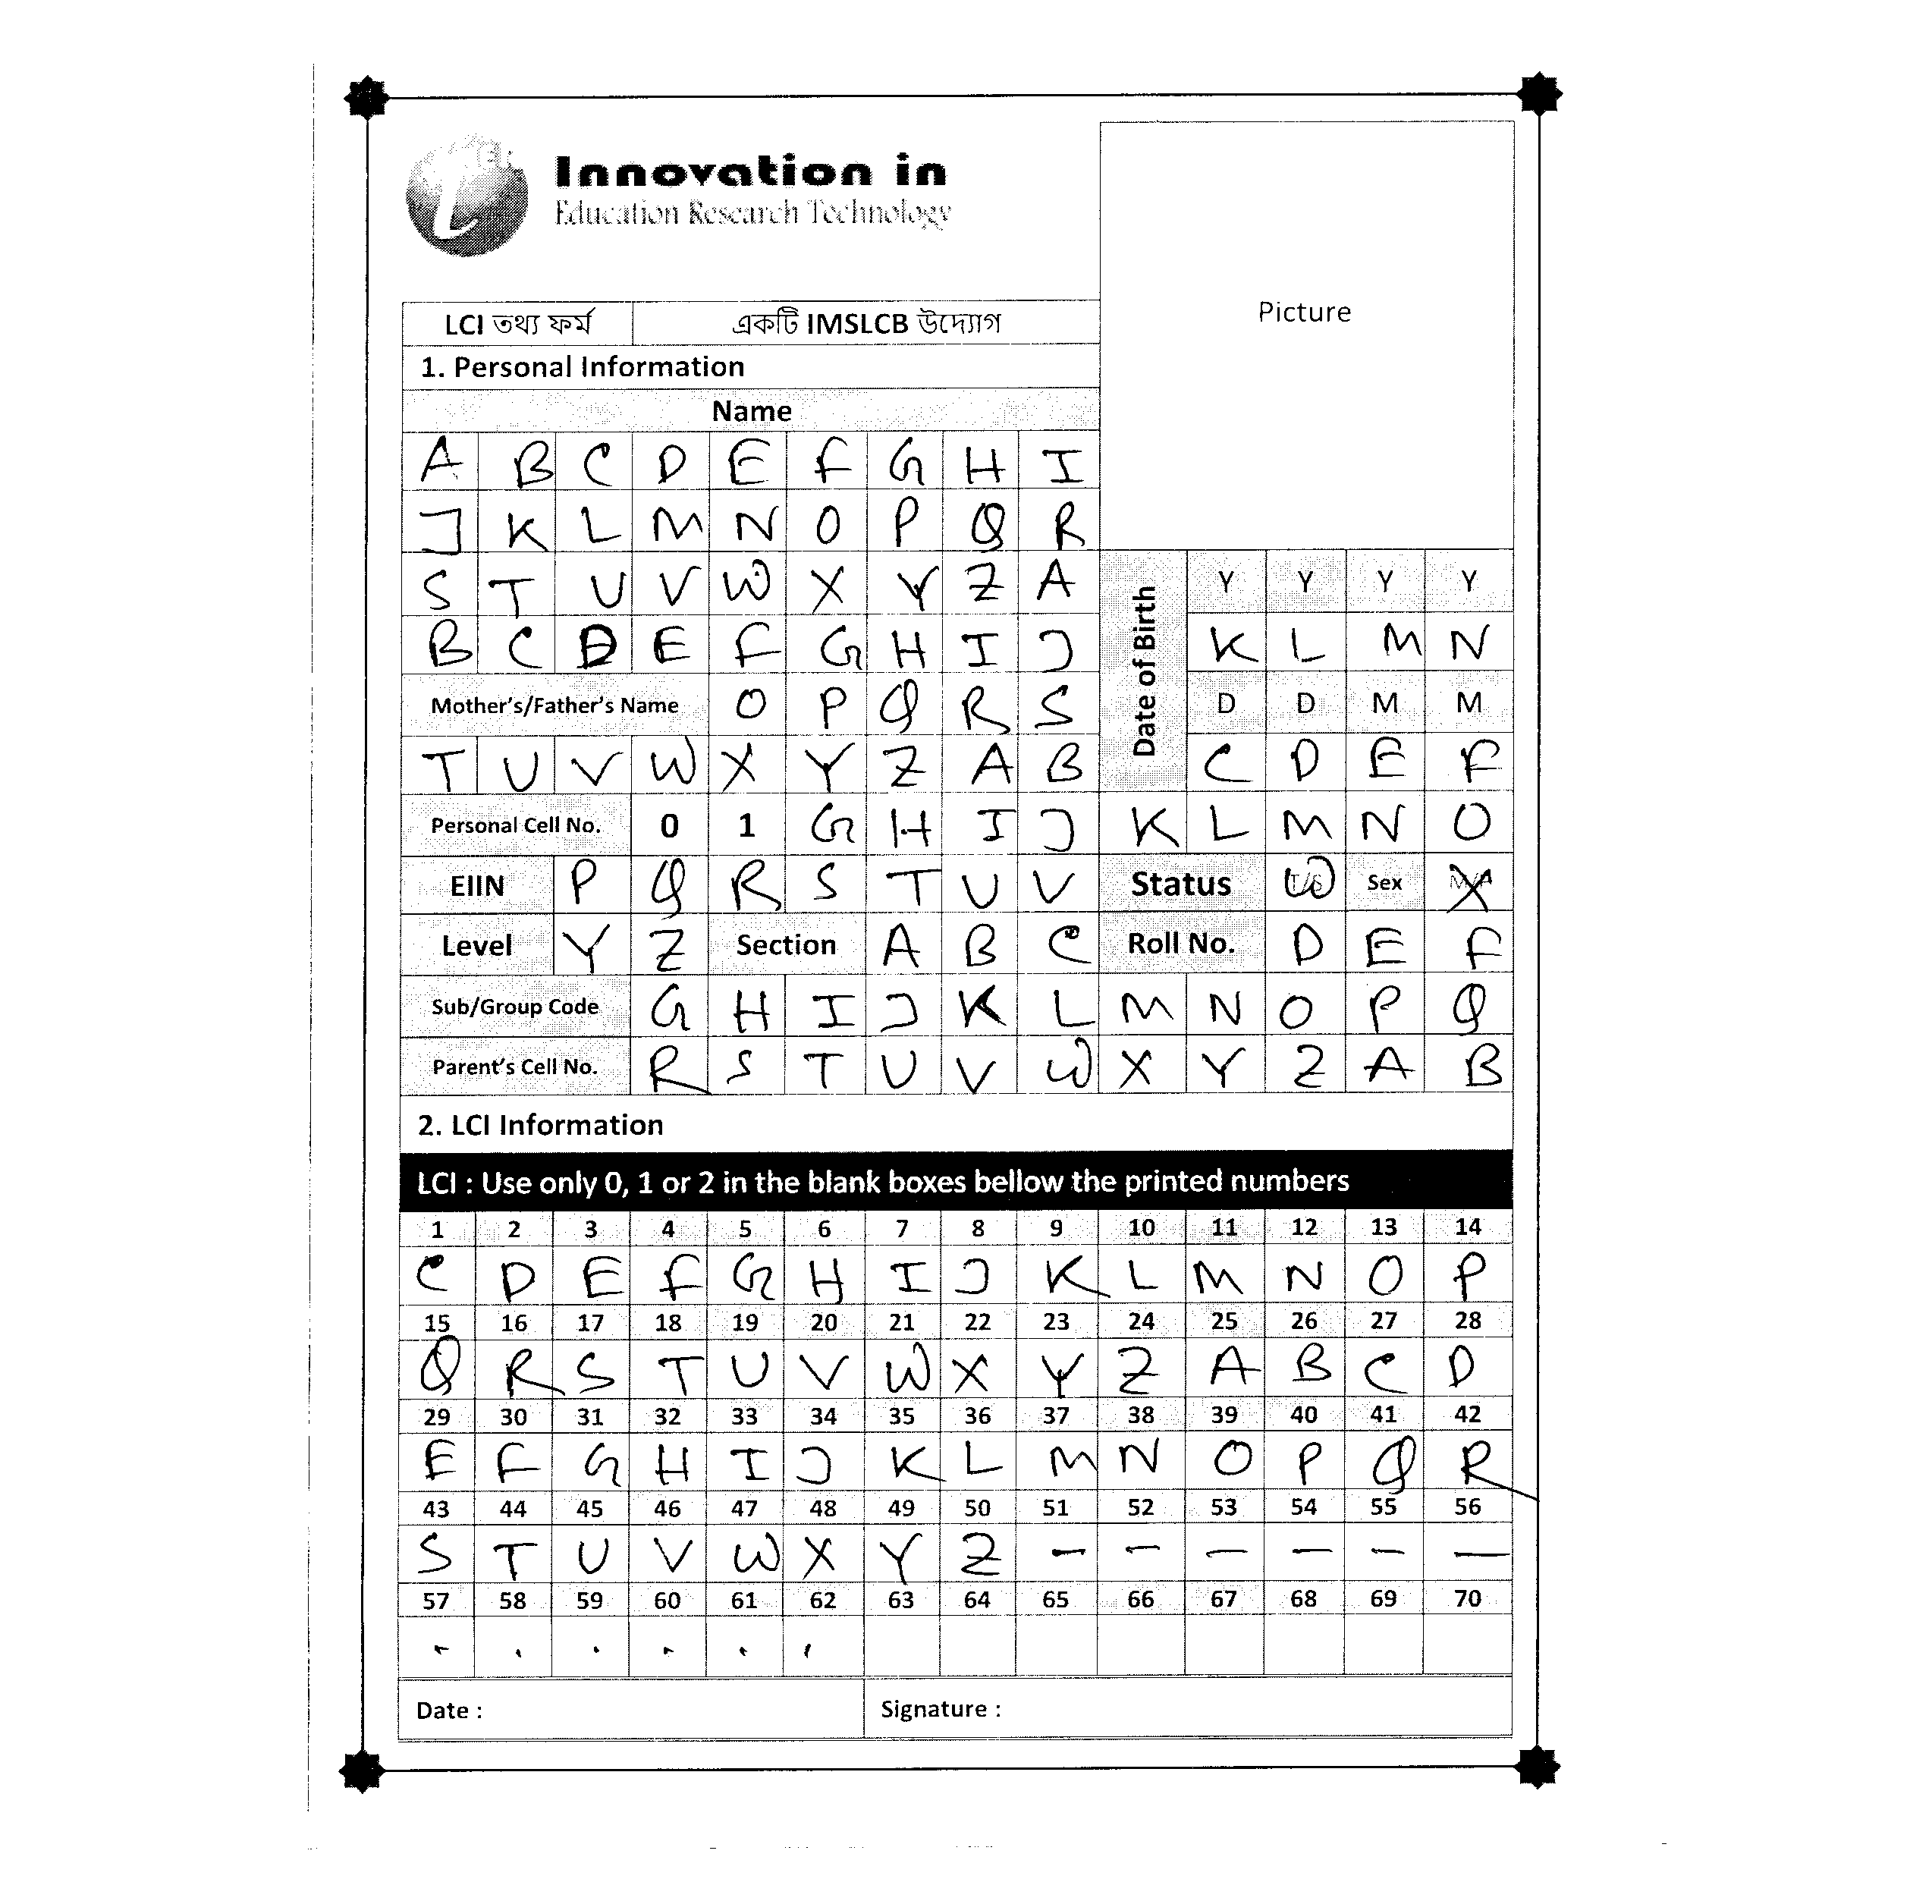 Innovation in
Education Research Technology
Picture
LCI তথ্য ফর্ম একটি IMSLCB উদ্যোগ
1. Personal Information
Name
A B C D E F G H I
J K L M N O P Q R
S T U V W X Y Z A Y Y Y Y
Date of Birth
B C D E F G H I J K L M N
Mother's/Father's Name O P Q R S D D M M
T U V W X Y Z A B C D E F
Personal Cell No. 0 1 G H I J K L M N O
EIIN P Q R S T U V Status W Sex X
Level Y Z Section A B C Roll No. D E F
Sub/Group Code G H I J K L M N O P Q
Parent's Cell No. R S T U V W X Y Z A B
2. LCI Information
LCI : Use only 0, 1 or 2 in the blank boxes bellow the printed numbers
1 2 3 4 5 6 7 8 9 10 11 12 13 14
C D E F G H I J K L M N O P
15 16 17 18 19 20 21 22 23 24 25 26 27 28
Q R S T U V W X Y Z A B C D
29 30 31 32 33 34 35 36 37 38 39 40 41 42
E F G H I J K L M N O P Q R
43 44 45 46 47 48 49 50 51 52 53 54 55 56
S T U V W X Y Z - - - - - -
57 58 59 60 61 62 63 64 65 66 67 68 69 70
Date : Signature :